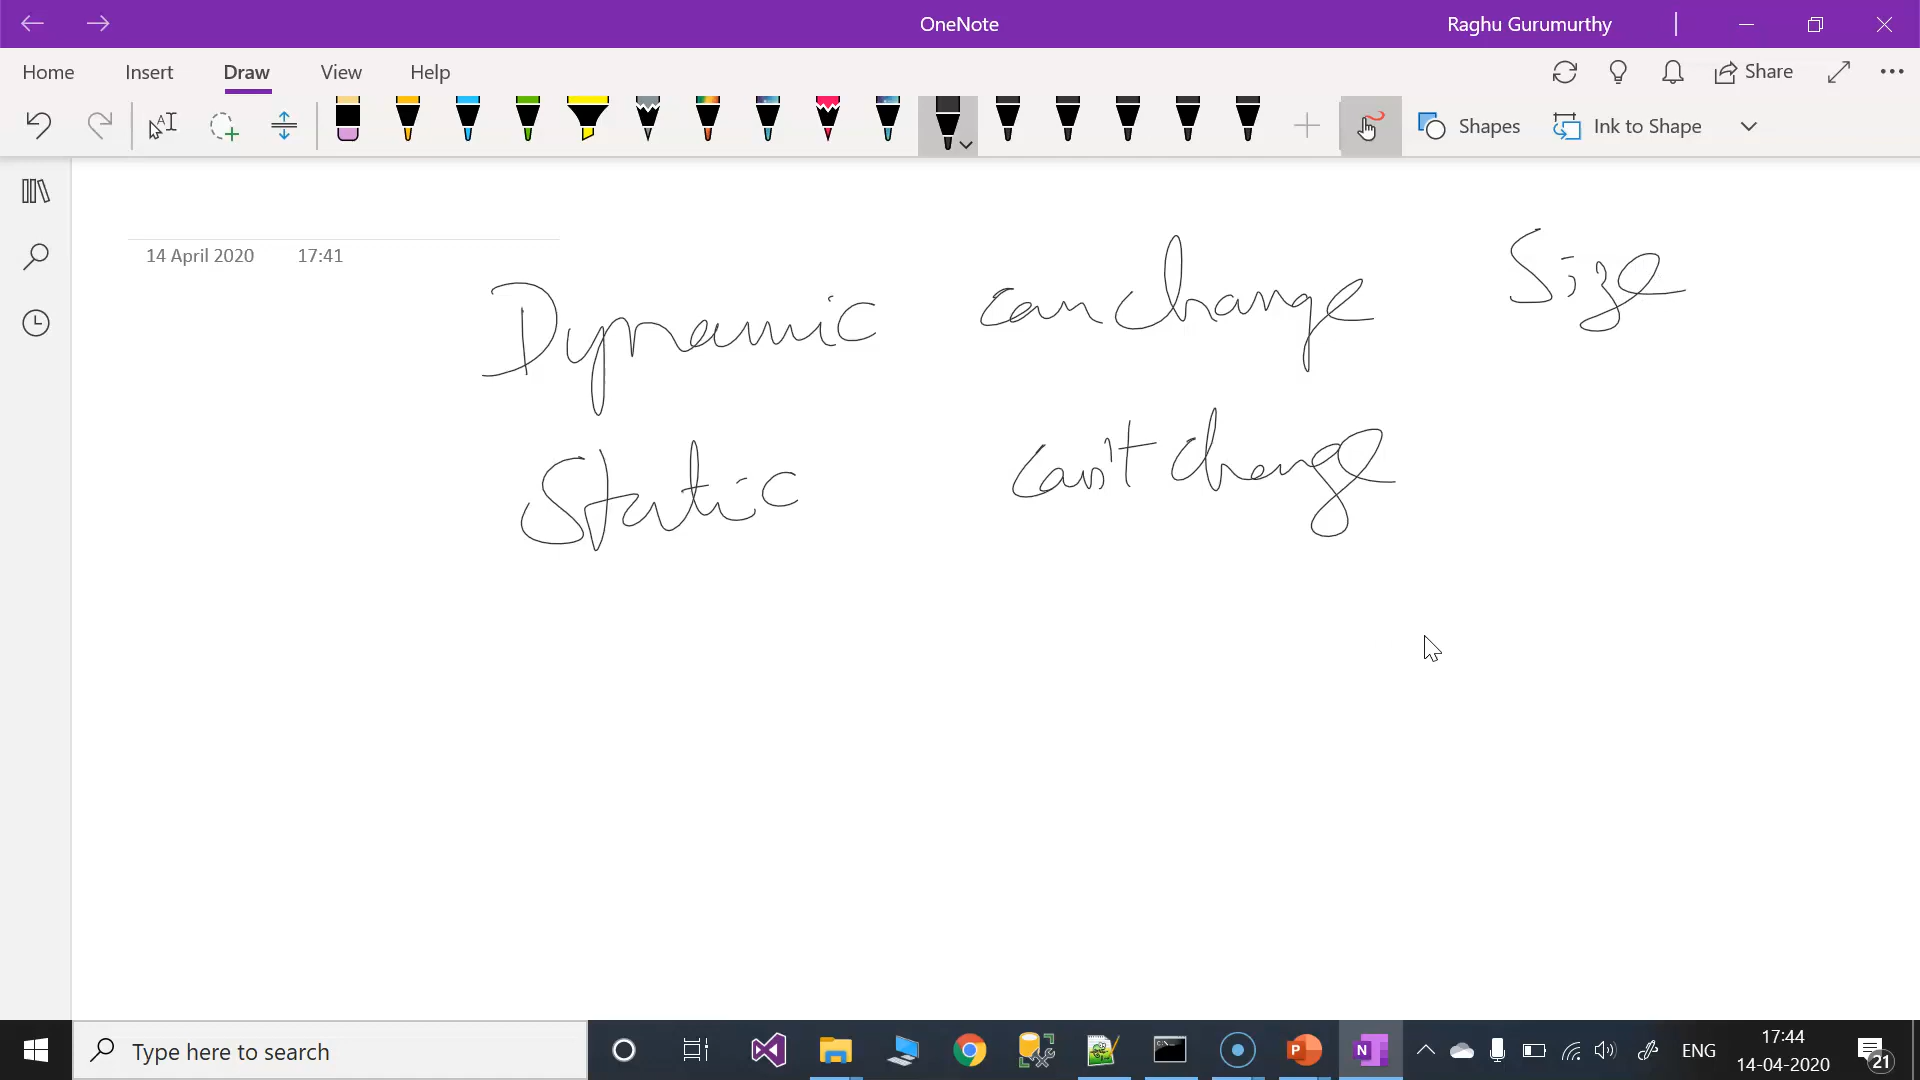 OneNote
Raghu Gurumurthy
Home Insert Draw View Help
Share
Shapes
Ink to Shape
14 April 2020 17:41
Dynamic can change Size
Static can't change
Type here to search
ENG
17:44
14-04-2020
21